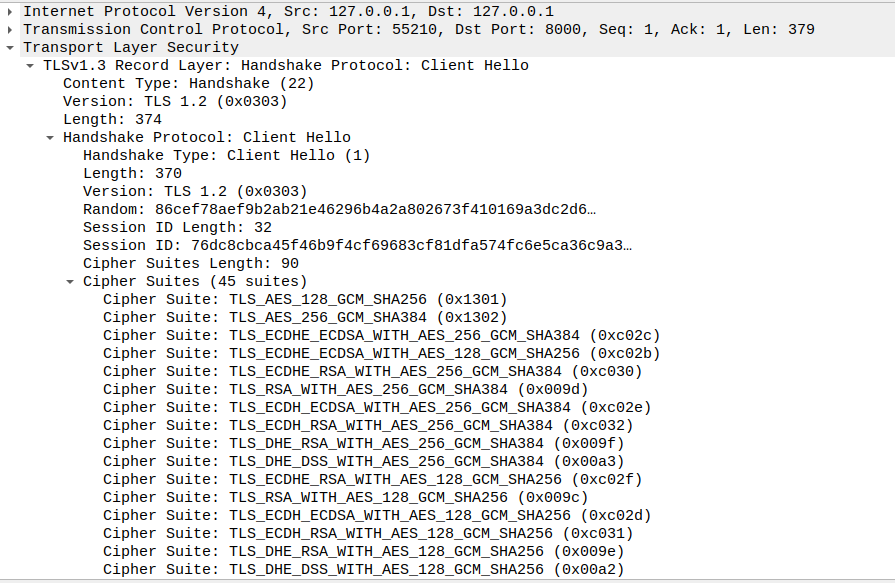 Internet Protocol Version 4, Src: 127.0.0.1, Dst: 127.0.0.1
Transmission Control Protocol, Src Port: 55210, Dst Port: 8000, Seq: 1, Ack: 1, Len: 379
Transport Layer Security
TLSv1.3 Record Layer: Handshake Protocol: Client Hello
Content Type: Handshake (22)
Version: TLS 1.2 (0x0303)
Length: 374
Handshake Protocol: Client Hello
Handshake Type: Client Hello (1)
Length: 370
Version: TLS 1.2 (0x0303)
Random: 86cef78aef9b2ab21e46296b4a2a802673f410169a3dc2d6…
Session ID Length: 32
Session ID: 76dc8cbca45f46b9f4cf69683cf81dfa574fc6e5ca36c9a3…
Cipher Suites Length: 90
Cipher Suites (45 suites)
Cipher Suite: TLS_AES_128_GCM_SHA256 (0x1301)
Cipher Suite: TLS_AES_256_GCM_SHA384 (0x1302)
Cipher Suite: TLS_ECDHE_ECDSA_WITH_AES_256_GCM_SHA384 (0xc02c)
Cipher Suite: TLS_ECDHE_ECDSA_WITH_AES_128_GCM_SHA256 (0xc02b)
Cipher Suite: TLS_ECDHE_RSA_WITH_AES_256_GCM_SHA384 (0xc030)
Cipher Suite: TLS_RSA_WITH_AES_256_GCM_SHA384 (0x009d)
Cipher Suite: TLS_ECDH_ECDSA_WITH_AES_256_GCM_SHA384 (0xc02e)
Cipher Suite: TLS_ECDH_RSA_WITH_AES_256_GCM_SHA384 (0xc032)
Cipher Suite: TLS_DHE_RSA_WITH_AES_256_GCM_SHA384 (0x009f)
Cipher Suite: TLS_DHE_DSS_WITH_AES_256_GCM_SHA384 (0x00a3)
Cipher Suite: TLS_ECDHE_RSA_WITH_AES_128_GCM_SHA256 (0xc02f)
Cipher Suite: TLS_RSA_WITH_AES_128_GCM_SHA256 (0x009c)
Cipher Suite: TLS_ECDH_ECDSA_WITH_AES_128_GCM_SHA256 (0xc02d)
Cipher Suite: TLS_ECDH_RSA_WITH_AES_128_GCM_SHA256 (0xc031)
Cipher Suite: TLS_DHE_RSA_WITH_AES_128_GCM_SHA256 (0x009e)
Cipher Suite: TLS_DHE_DSS_WITH_AES_128_GCM_SHA256 (0x00a2)